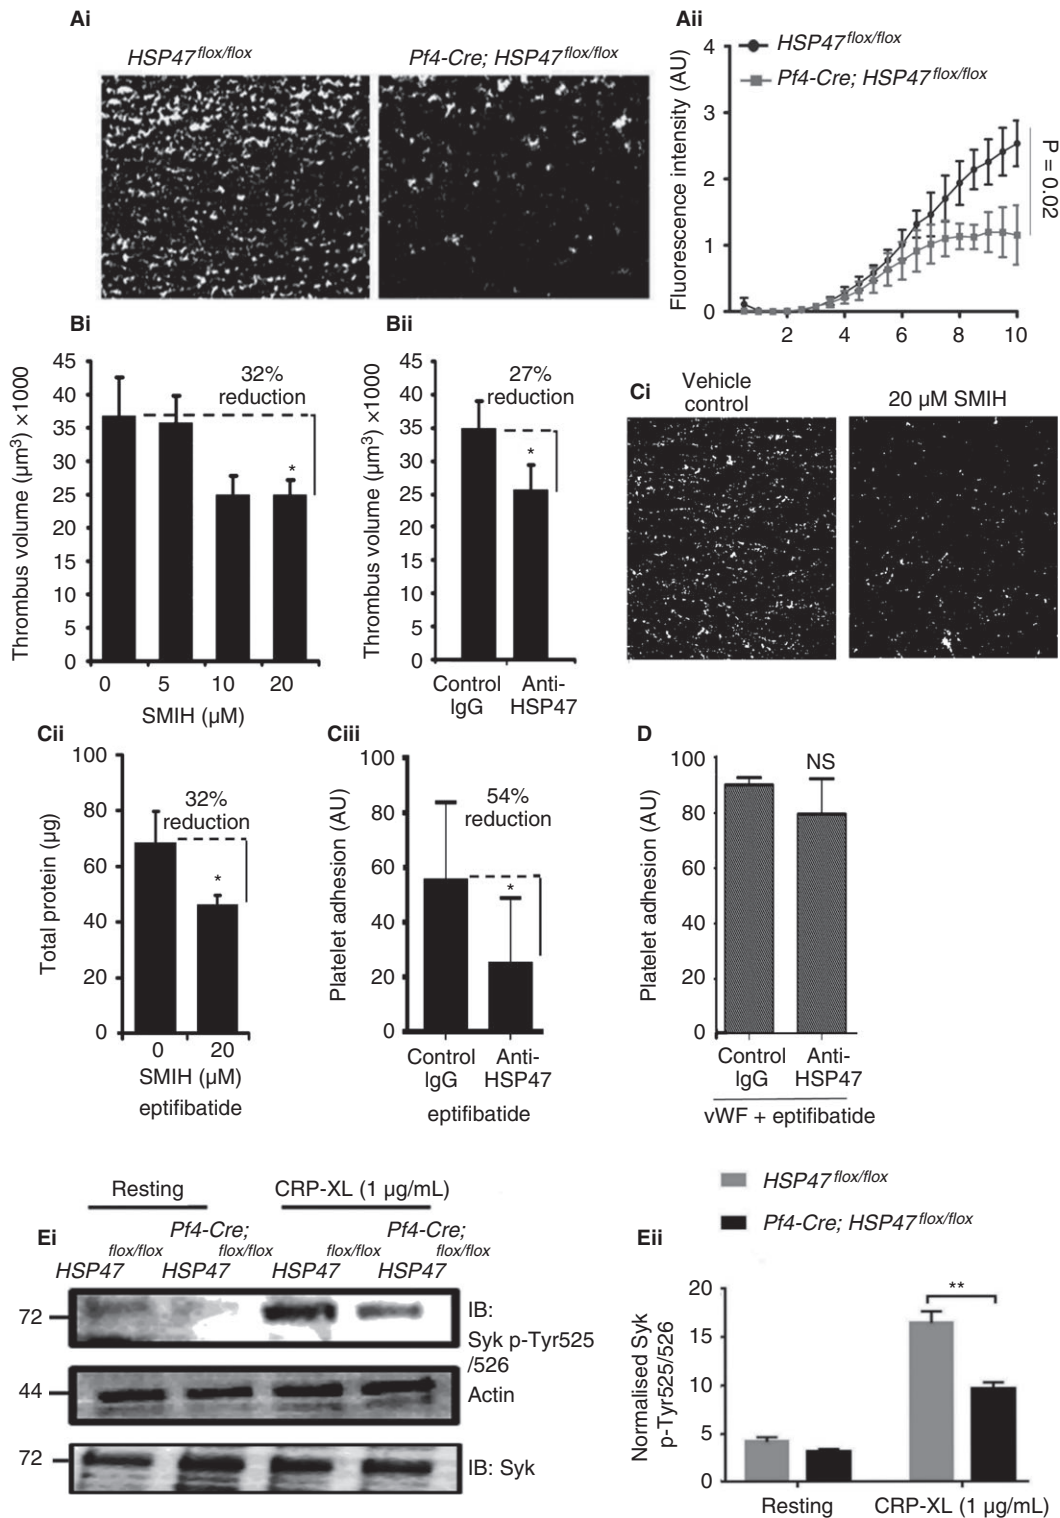 Ai
HSP47flox/flox
Pf4-Cre; HSP47flox/flox
Aii
HSP47flox/flox
Pf4-Cre; HSP47flox/flox
Fluorescence intensity (AU)
4
3
2
1
0
2 4 6 8 10
P = 0.02
Bi
Thrombus volume (µm3) ×1000
45
40
35
30
25
20
15
10
5
0
32%
reduction
*
0 5 10 20
SMIH (µM)
Bii
Thrombus volume (µm3) ×1000
45
40
35
30
25
20
15
10
5
0
27%
reduction
*
Control
IgG
Anti-
HSP47
Ci
Vehicle
control
20 µM SMIH
Cii
Total protein (µg)
100
80
60
40
20
0
32%
reduction
*
0 20
SMIH (µM)
eptifibatide
Ciii
Platelet adhesion (AU)
100
80
60
40
20
0
54%
reduction
*
Control
IgG
Anti-
HSP47
eptifibatide
D
Platelet adhesion (AU)
100
80
60
40
20
0
NS
Control
IgG
Anti-
HSP47
vWF + eptifibatide
Ei
Resting
CRP-XL (1 µg/mL)
HSP47flox/flox
Pf4-Cre;
HSP47flox/flox
HSP47flox/flox
Pf4-Cre;
HSP47flox/flox
72
IB:
Syk p-Tyr525
/526
44
Actin
72
IB: Syk
HSP47flox/flox
Pf4-Cre; HSP47flox/flox
Eii
Normalised Syk
p-Tyr525/526
20
15
10
5
0
**
Resting
CRP-XL (1 µg/mL)